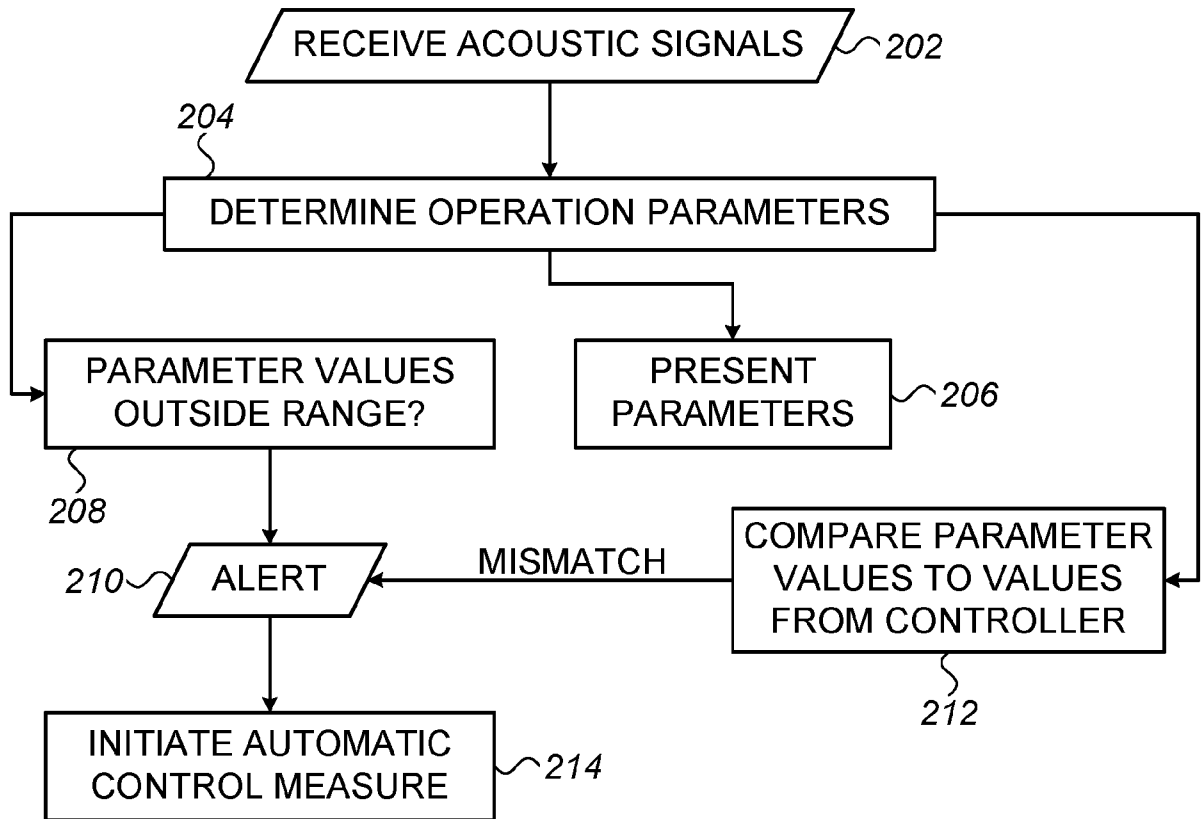 RECEIVE ACOUSTIC SIGNALS
202
204
DETERMINE OPERATION PARAMETERS
PARAMETER VALUES
OUTSIDE RANGE?
208
PRESENT
PARAMETERS
206
210
ALERT
MISMATCH
COMPARE PARAMETER
VALUES TO VALUES
FROM CONTROLLER
212
INITIATE AUTOMATIC
CONTROL MEASURE
214